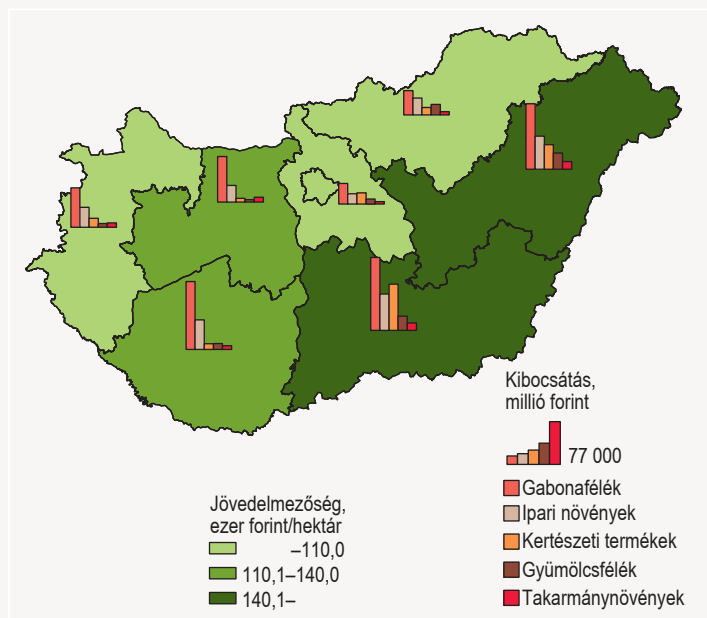 Kibocsátás,
millió forint
77 000
Gabonafélék
Ipari növények
Kertészeti termékek
Gyümölcsfélék
Takarmánynövények
Jövedelmezőség,
ezer forint/hektár
–110,0
110,1–140,0
140,1–